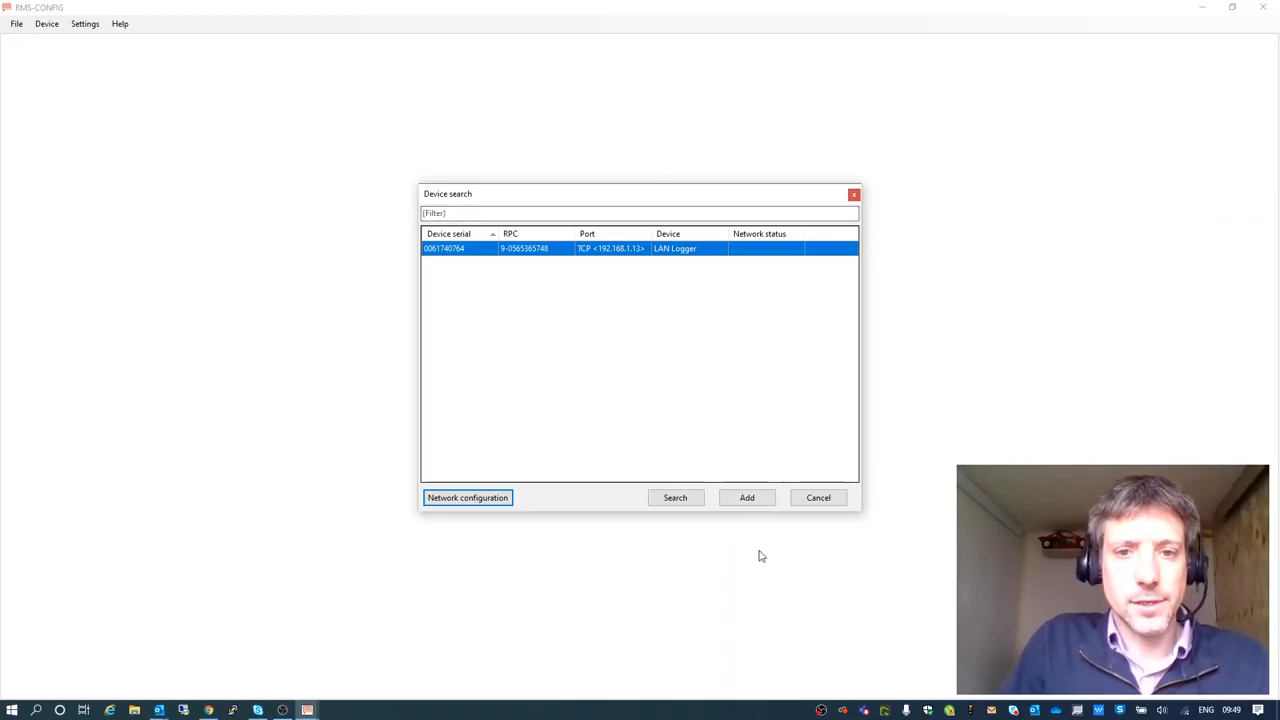 RMS-CONFIG
File Device Settings Help
Device search
[Filter]
Device serial RPC Port Device Network status
0061740764 9-0565365748 TCP <192.168.1.13> LAN Logger
Network configuration Search Add Cancel
ENG 09:49